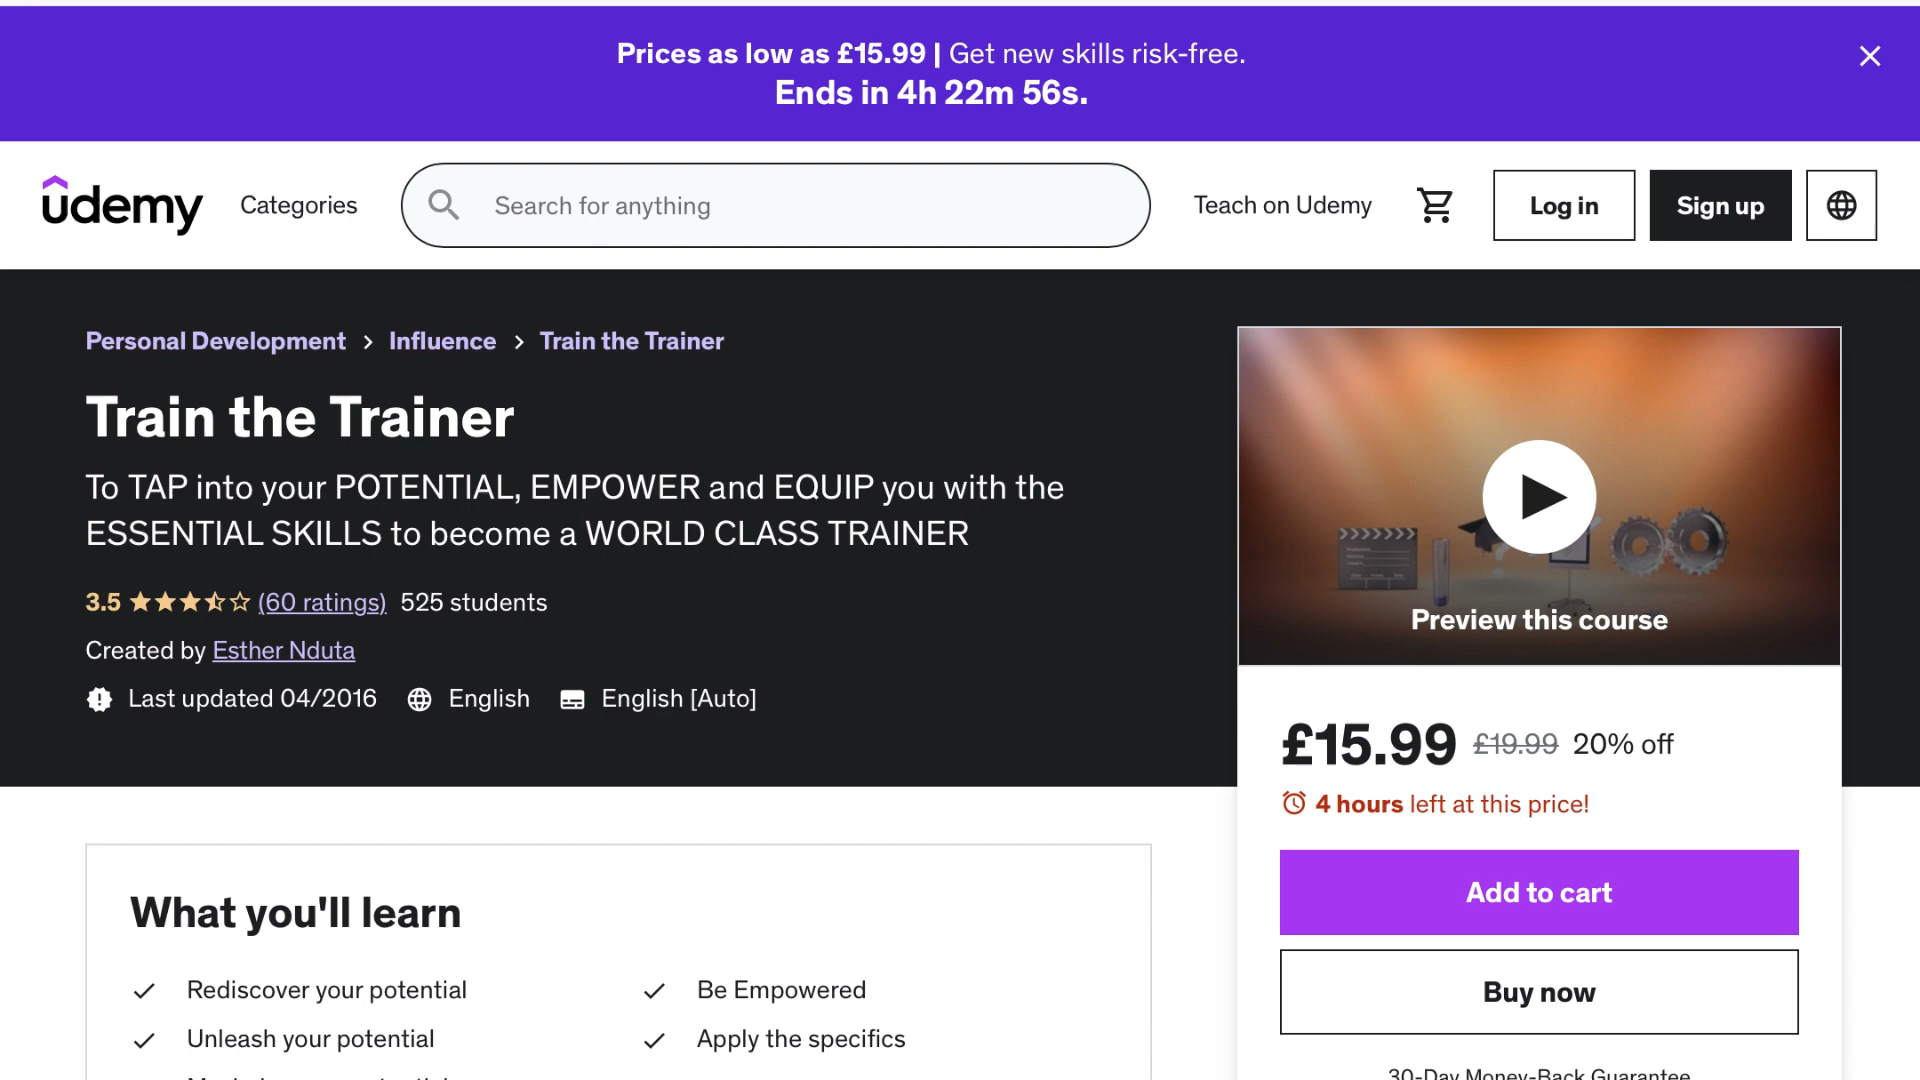 Prices as low as £15.99 | Get new skills risk-free.
Ends in 4h 22m 56s.
udemy
Categories
Search for anything
Teach on Udemy
Log in
Sign up
Personal Development > Influence > Train the Trainer
Train the Trainer
To TAP into your POTENTIAL, EMPOWER and EQUIP you with the
ESSENTIAL SKILLS to become a WORLD CLASS TRAINER
3.5 (60 ratings) 525 students
Created by Esther Nduta
Last updated 04/2016 English English [Auto]
Preview this course
£15.99 £19.99 20% off
4 hours left at this price!
Add to cart
Buy now
30-Day Money-Back Guarantee
What you'll learn
Rediscover your potential
Be Empowered
Unleash your potential
Apply the specifics